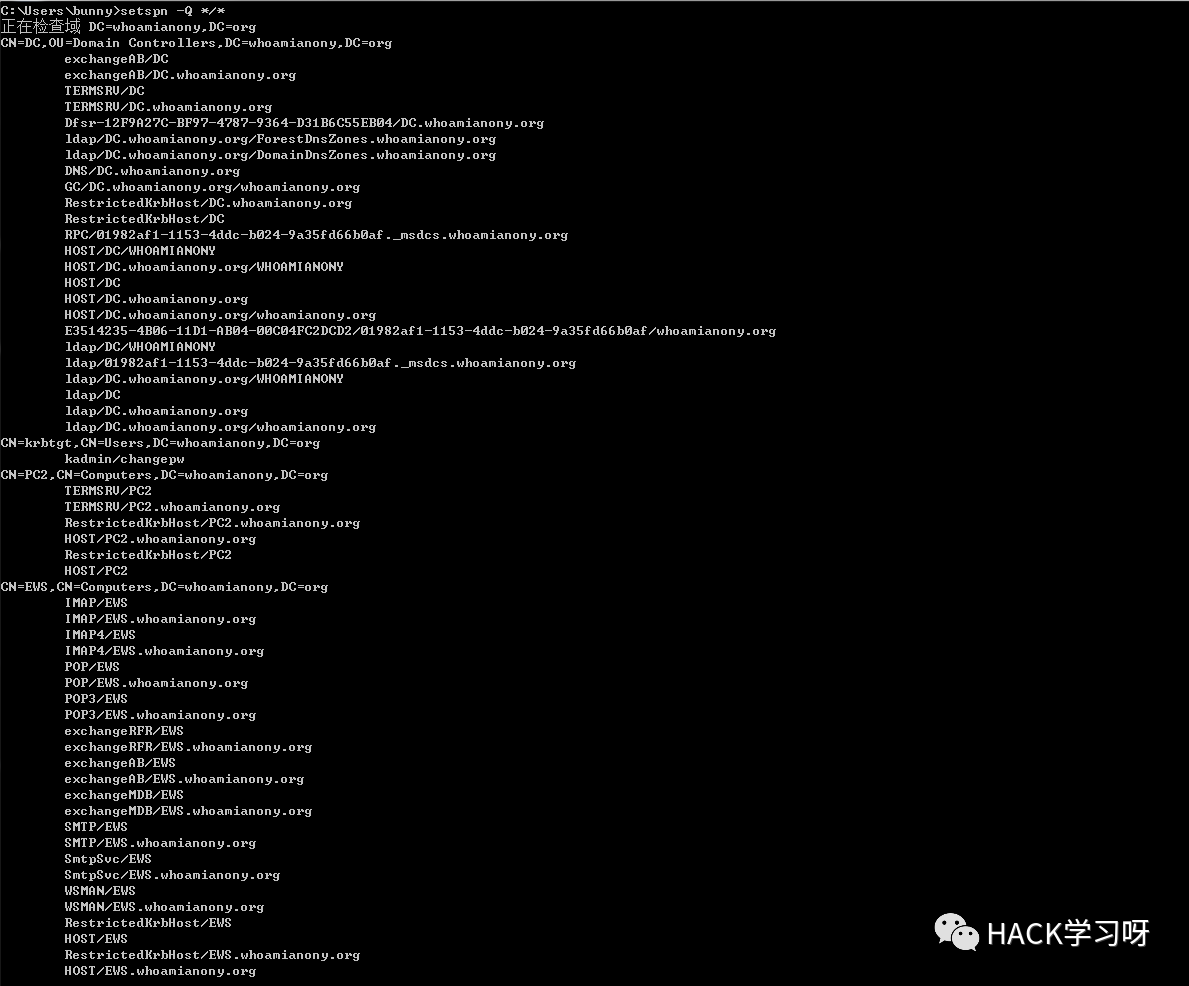 C:\Users\bunny>setspn -Q */*
正在检查域 DC=whoamianony,DC=org
CN=DC,OU=Domain Controllers,DC=whoamianony,DC=org
exchangeAB/DC
exchangeAB/DC.whoamianony.org
TERMSRV/DC
TERMSRV/DC.whoamianony.org
Dfsr-12F9A27C-BF97-4787-9364-D31B6C55EB04/DC.whoamianony.org
ldap/DC.whoamianony.org/ForestDnsZones.whoamianony.org
ldap/DC.whoamianony.org/DomainDnsZones.whoamianony.org
DNS/DC.whoamianony.org
GC/DC.whoamianony.org/whoamianony.org
RestrictedKrbHost/DC.whoamianony.org
RestrictedKrbHost/DC
RPC/01982af1-1153-4ddc-b024-9a35fd66b0af._msdcs.whoamianony.org
HOST/DC/WHOAMIANONY
HOST/DC.whoamianony.org/WHOAMIANONY
HOST/DC
HOST/DC.whoamianony.org
HOST/DC.whoamianony.org/whoamianony.org
E3514235-4B06-11D1-AB04-00C04FC2DCD2/01982af1-1153-4ddc-b024-9a35fd66b0af/whoamianony.org
ldap/DC/WHOAMIANONY
ldap/01982af1-1153-4ddc-b024-9a35fd66b0af._msdcs.whoamianony.org
ldap/DC.whoamianony.org/WHOAMIANONY
ldap/DC
ldap/DC.whoamianony.org
ldap/DC.whoamianony.org/whoamianony.org
CN=krbtgt,CN=Users,DC=whoamianony,DC=org
kadmin/changepw
CN=PC2,CN=Computers,DC=whoamianony,DC=org
TERMSRV/PC2
TERMSRV/PC2.whoamianony.org
RestrictedKrbHost/PC2.whoamianony.org
HOST/PC2.whoamianony.org
RestrictedKrbHost/PC2
HOST/PC2
CN=EWS,CN=Computers,DC=whoamianony,DC=org
IMAP/EWS
IMAP/EWS.whoamianony.org
IMAP4/EWS
IMAP4/EWS.whoamianony.org
POP/EWS
POP/EWS.whoamianony.org
POP3/EWS
POP3/EWS.whoamianony.org
exchangeRFR/EWS
exchangeRFR/EWS.whoamianony.org
exchangeAB/EWS
exchangeAB/EWS.whoamianony.org
exchangeMDB/EWS
exchangeMDB/EWS.whoamianony.org
SMTP/EWS
SMTP/EWS.whoamianony.org
SmtpSvc/EWS
SmtpSvc/EWS.whoamianony.org
WSMAN/EWS
WSMAN/EWS.whoamianony.org
RestrictedKrbHost/EWS
HOST/EWS
RestrictedKrbHost/EWS.whoamianony.org
HOST/EWS.whoamianony.org
HACK学习呀